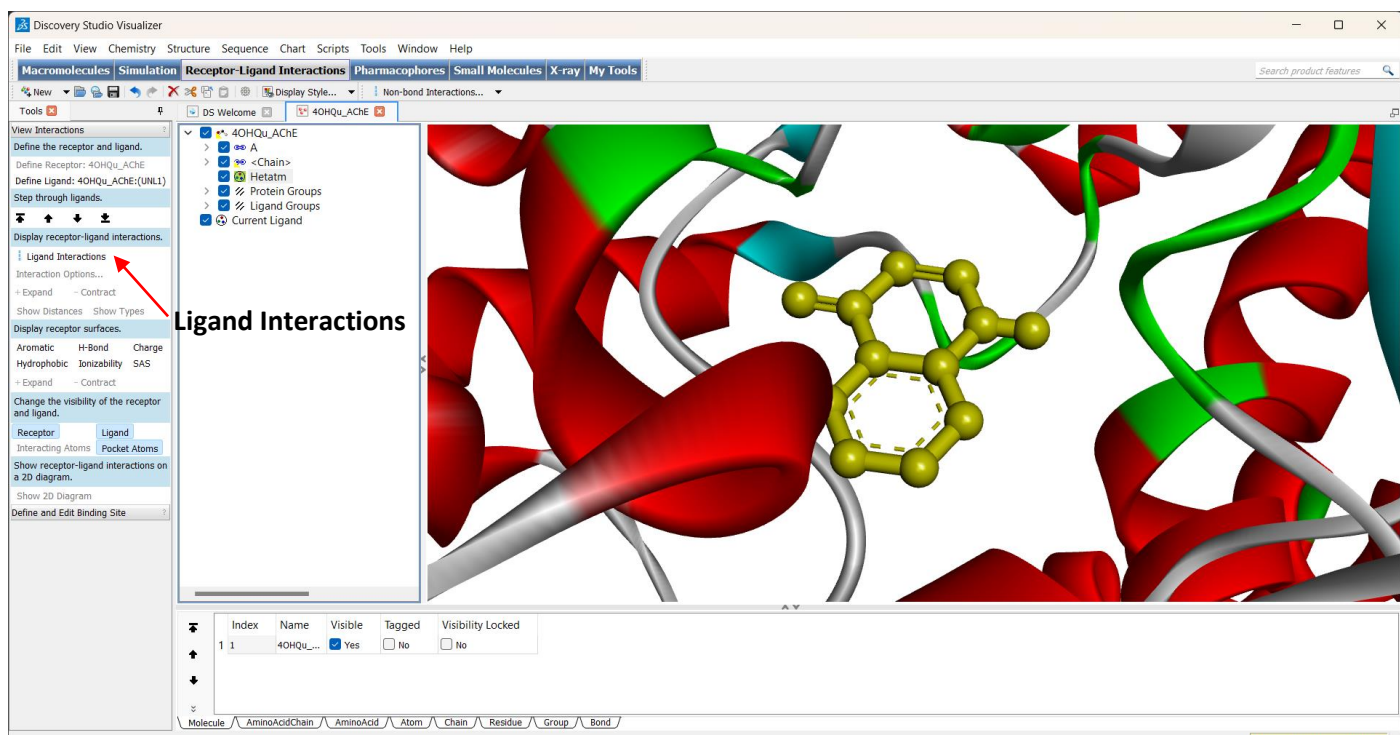 Discovery Studio Visualizer
File Edit View Chemistry Structure Sequence Chart Scripts Tools Window Help
Macromolecules Simulation Receptor-Ligand Interactions Pharmacophores Small Molecules X-ray My Tools
Search product features
New Display Style... Non-bond Interactions...
Tools DS Welcome 4OHQu_AChE
View Interactions ?
Define the receptor and ligand.
Define Receptor: 4OHQu_AChE
Define Ligand: 4OHQu_AChE:(UNL1)
Step through ligands.
Display receptor-ligand interactions.
Ligand Interactions
Interaction Options...
+ Expand - Contract
Show Distances Show Types
Display receptor surfaces.
Aromatic H-Bond Charge
Hydrophobic Ionizability SAS
+ Expand - Contract
Change the visibility of the receptor
and ligand.
Receptor Ligand
Interacting Atoms Pocket Atoms
Show receptor-ligand interactions on
a 2D diagram.
Show 2D Diagram
Define and Edit Binding Site ?
4OHQu_AChE
A
<Chain>
Hetatm
Protein Groups
Ligand Groups
Current Ligand
Ligand Interactions
Index Name Visible Tagged Visibility Locked
1 1 4OHQu_... Yes No No
Molecule AminoAcidChain AminoAcid Atom Chain Residue Group Bond